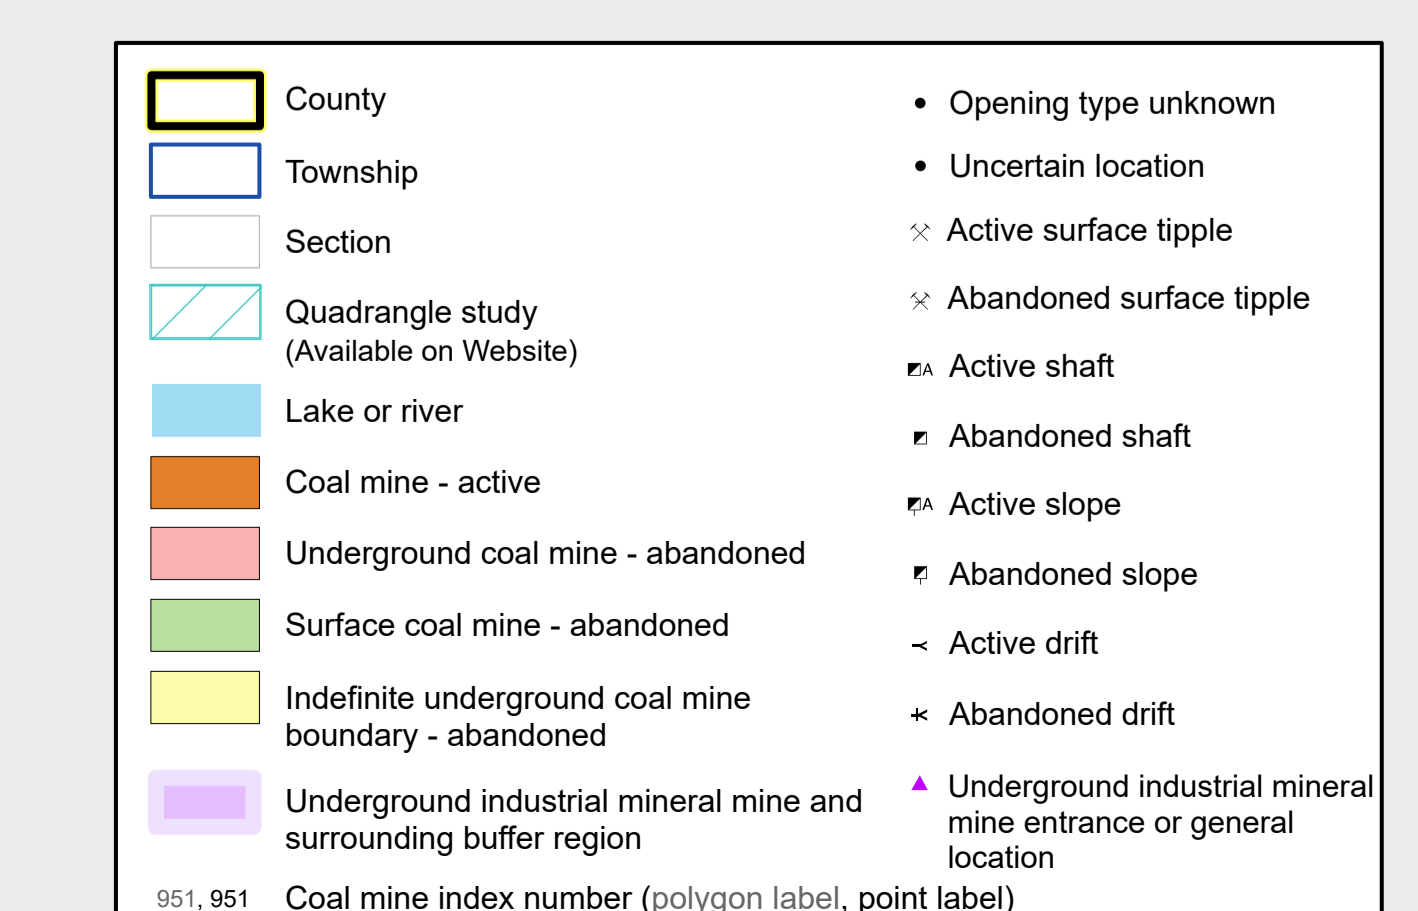 County
Township
Section
Quadrangle study
(Available on Website)
Lake or river
Coal mine - active
Underground coal mine - abandoned
Surface coal mine - abandoned
Indefinite underground coal mine
boundary - abandoned
Underground industrial mineral mine and
surrounding buffer region
951, 951 Coal mine index number (polygon label, point label)
Opening type unknown
Uncertain location
Active surface tipple
Abandoned surface tipple
A Active shaft
Abandoned shaft
A Active slope
Abandoned slope
Active drift
Abandoned drift
Underground industrial mineral
mine entrance or general
location